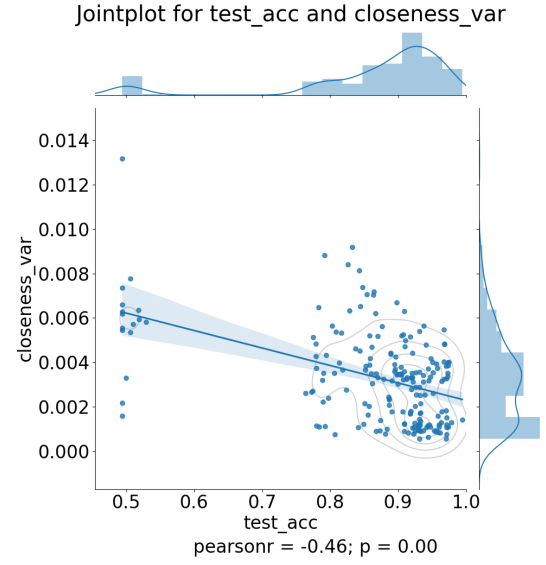 Jointplot for test_acc and closeness_var
0.014
0.012
0.010
0.008
0.006
0.004
0.002
0.000
closeness_var
0.5 0.6 0.7 0.8 0.9 1.0
test_acc
pearsonr = -0.46; p = 0.00